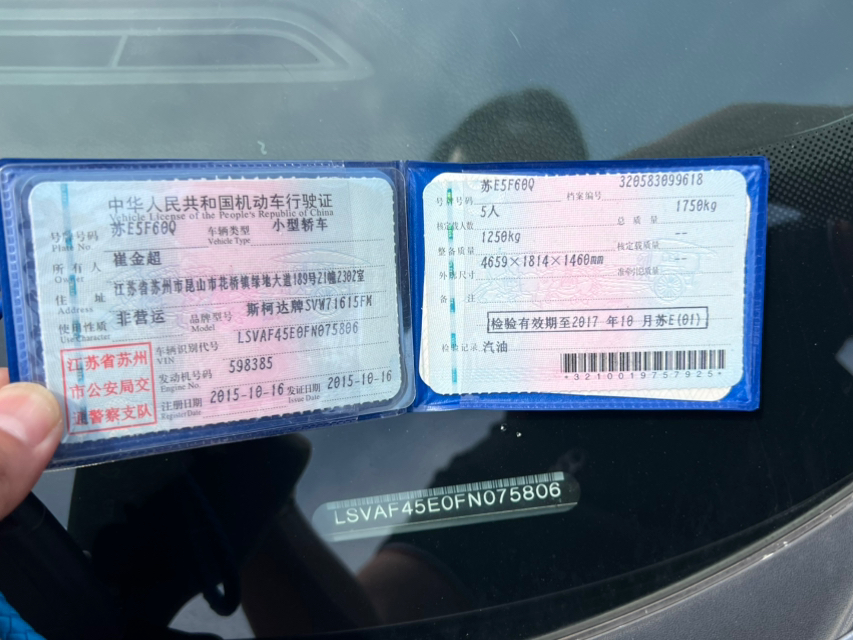 中华人民共和国机动车行驶证
Vehicle License of the People's Republic of China
号牌号码 苏E5F60Q 车辆类型 小型轿车
Plate No. Vehicle Type
所有人 崔金超
Owner
住址 江苏省苏州市昆山市花桥镇绿地大道189号21幢2302室
Address
使用性质 非营运 品牌型号 斯柯达牌SVW71615FM
Use Character Model
车辆识别代号 LSVAF45E0FN075806
VIN
发动机号码 598385
Engine No.
注册日期 2015-10-16 发证日期 2015-10-16
Register Date Issue Date
江苏省苏州
市公安局交
通警察支队
号牌号码 苏E5F60Q 档案编号 320583099618
核定载人数 5人 总质量 1750kg
整备质量 1250kg 核定载质量 --
外廓尺寸 4659×1814×1460mm 准牵引总质量 --
备注
检验有效期至2017年10月苏E(01)
检验记录 汽油
*3210019757925*
LSVAF45E0FN075806